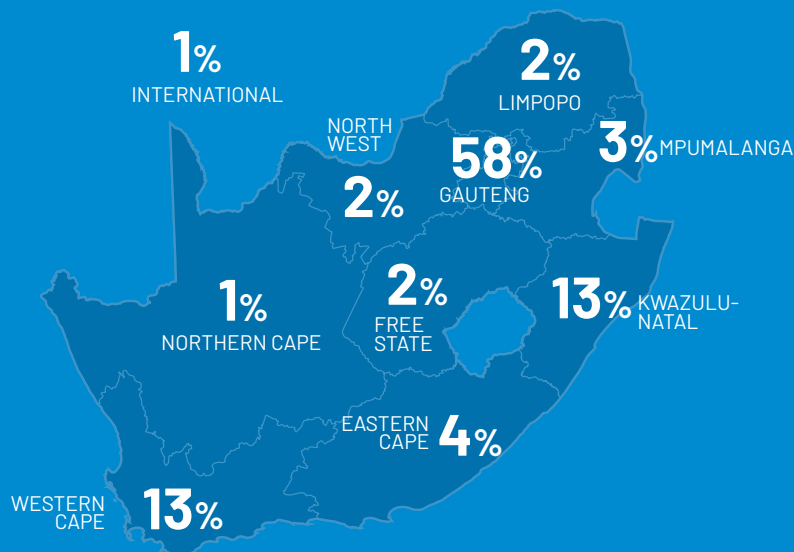 1%
INTERNATIONAL
2%
LIMPOPO
NORTH
WEST
2%
58%
GAUTENG
3% MPUMALANGA
1%
NORTHERN CAPE
2%
FREE
STATE
13% KWAZULU-
NATAL
EASTERN
CAPE 4%
WESTERN
CAPE 13%